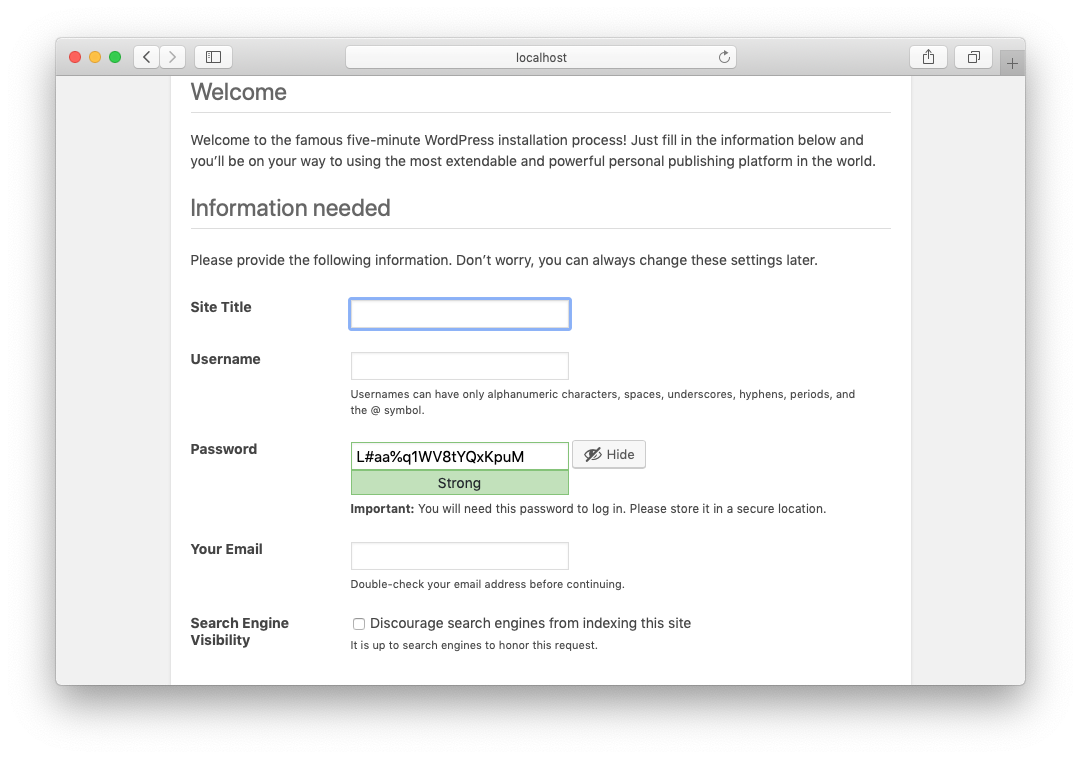 localhost
Welcome
Welcome to the famous five-minute WordPress installation process! Just fill in the information below and
you’ll be on your way to using the most extendable and powerful personal publishing platform in the world.
Information needed
Please provide the following information. Don’t worry, you can always change these settings later.
Site Title
Username
Usernames can have only alphanumeric characters, spaces, underscores, hyphens, periods, and
the @ symbol.
Password
L#aa%q1WV8tYQxKpuM
Hide
Strong
Important: You will need this password to log in. Please store it in a secure location.
Your Email
Double-check your email address before continuing.
Search Engine
Visibility
Discourage search engines from indexing this site
It is up to search engines to honor this request.